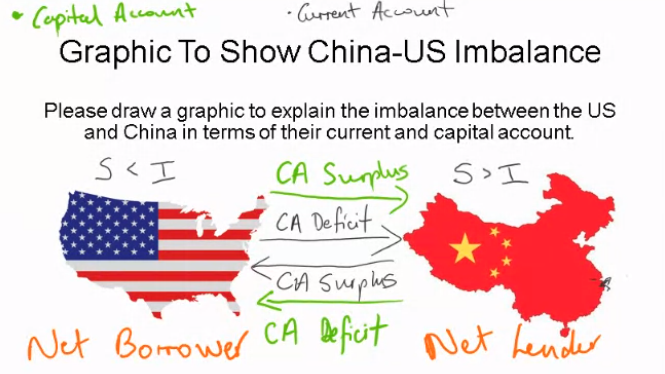 • Capital Account • Current Account
Graphic To Show China-US Imbalance
Please draw a graphic to explain the imbalance between the US
and China in terms of their current and capital account.
S < I CA Surplus S > I
CA Deficit
CA Surplus
CA Deficit
Net Borrower Net Lender